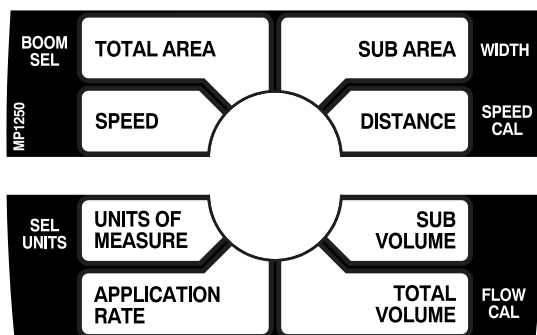 BOOM
SEL
TOTAL AREA
SUB AREA
WIDTH
MP1250
SPEED
DISTANCE
SPEED
CAL
SEL
UNITS
UNITS OF
MEASURE
SUB
VOLUME
APPLICATION
RATE
TOTAL
VOLUME
FLOW
CAL